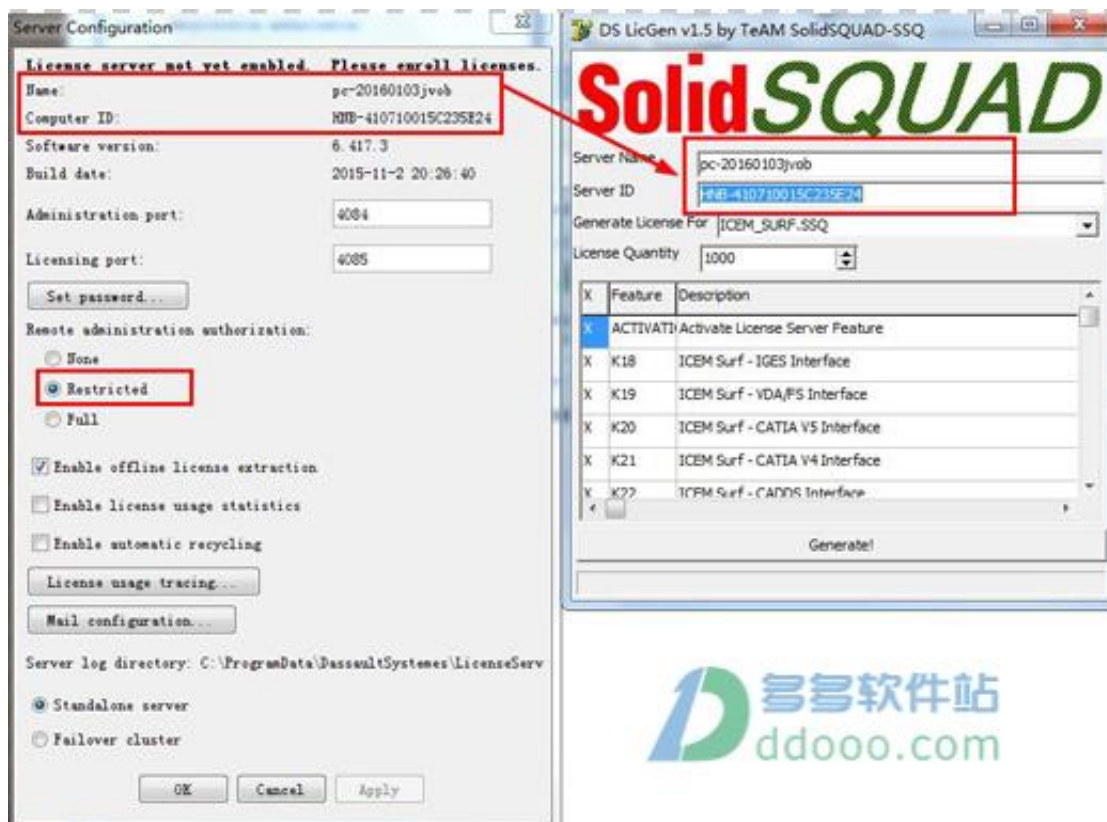 Server Configuration
License server not yet enabled. Please enroll licenses.
Name: pc-20160103jvob
Computer ID: HNB-410710015C235E24
Software version: 6.417.3
Build date: 2015-11-2 20:26:40
Administration port: 4084
Licensing port: 4085
Set password...
Remote administration authorization:
None
Restricted
Full
Enable offline license extraction
Enable license usage statistics
Enable automatic recycling
License usage tracing...
Mail configuration...
Server log directory: C:\ProgramData\DassaultSystemes\LicenseServ
Standalone server
Failover cluster
OK Cancel Apply
DS LicGen v1.5 by TeAM SolidSQUAD-SSQ
SolidSQUAD
Server Name pc-20160103jvob
Server ID HNB-410710015C235E24
Generate License For ICEM_SURF.SSQ
License Quantity 1000
X Feature Description
X ACTIVATI Activate License Server Feature
X K18 ICEM Surf - IGES Interface
X K19 ICEM Surf - VDA/FS Interface
X K20 ICEM Surf - CATIA V5 Interface
X K21 ICEM Surf - CATIA V4 Interface
X K22 ICEM Surf - CADDS Interface
Generate!
多多软件站
ddooo.com